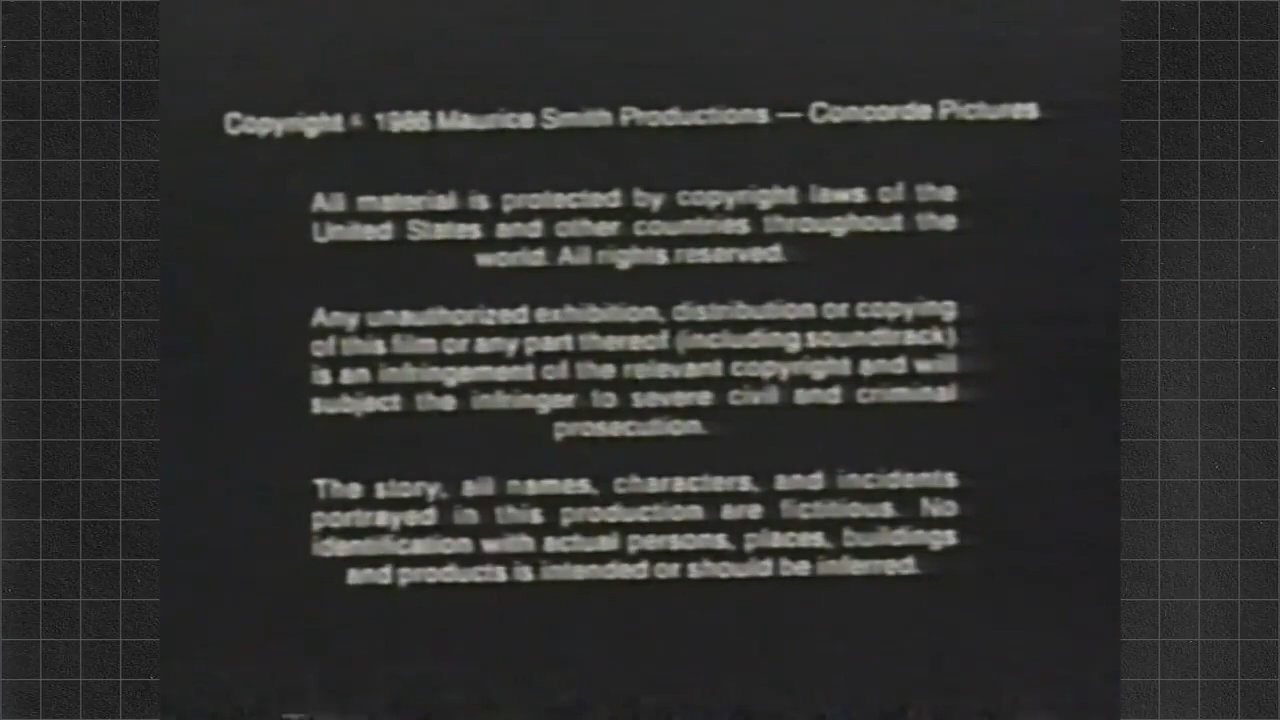 Copyright © 1986 Maurice Smith Productions — Concorde Pictures
All material is protected by copyright laws of the
United States and other countries throughout the
world. All rights reserved.
Any unauthorized exhibition, distribution or copying
of this film or any part thereof (including soundtrack)
is an infringement of the relevant copyright and will
subject the infringer to severe civil and criminal
prosecution.
The story, all names, characters, and incidents
portrayed in this production are fictitious. No
identification with actual persons, places, buildings
and products is intended or should be inferred.